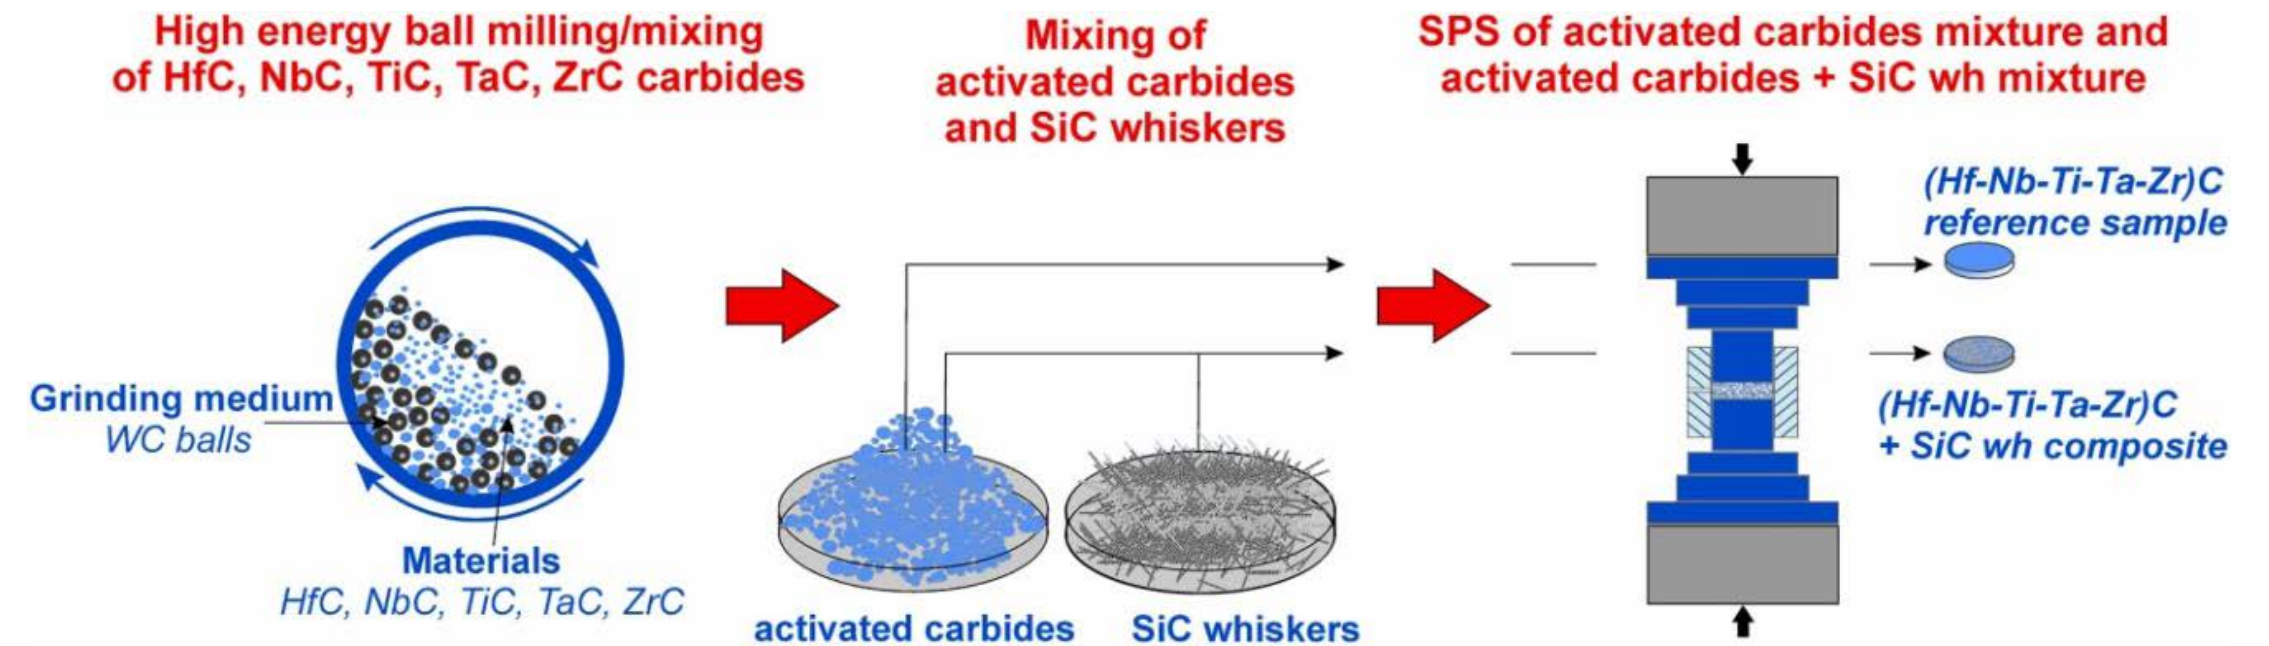 High energy ball milling/mixing
of HfC, NbC, TiC, TaC, ZrC carbides
Grinding medium
WC balls
Materials
HfC, NbC, TiC, TaC, ZrC
Mixing of
activated carbides
and SiC whiskers
activated carbides
SiC whiskers
SPS of activated carbides mixture and
activated carbides + SiC wh mixture
(Hf-Nb-Ti-Ta-Zr)C
reference sample
(Hf-Nb-Ti-Ta-Zr)C
+ SiC wh composite